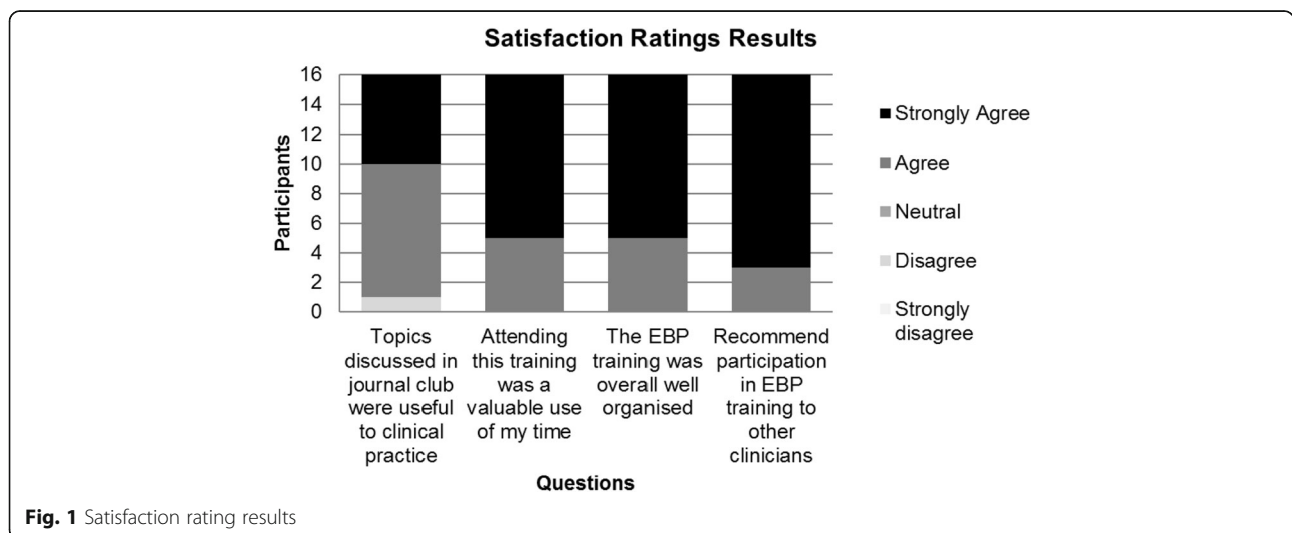 Satisfaction Ratings Results
16
14
12
10
8
6
4
2
0
Participants
Topics
discussed in
journal club
were useful
to clinical
practice
Attending
this training
was a
valuable use
of my time
The EBP
training was
overall well
organised
Recommend
participation
in EBP
training to
other
clinicians
Questions
Strongly Agree
Agree
Neutral
Disagree
Strongly
disagree
Fig. 1 Satisfaction rating results